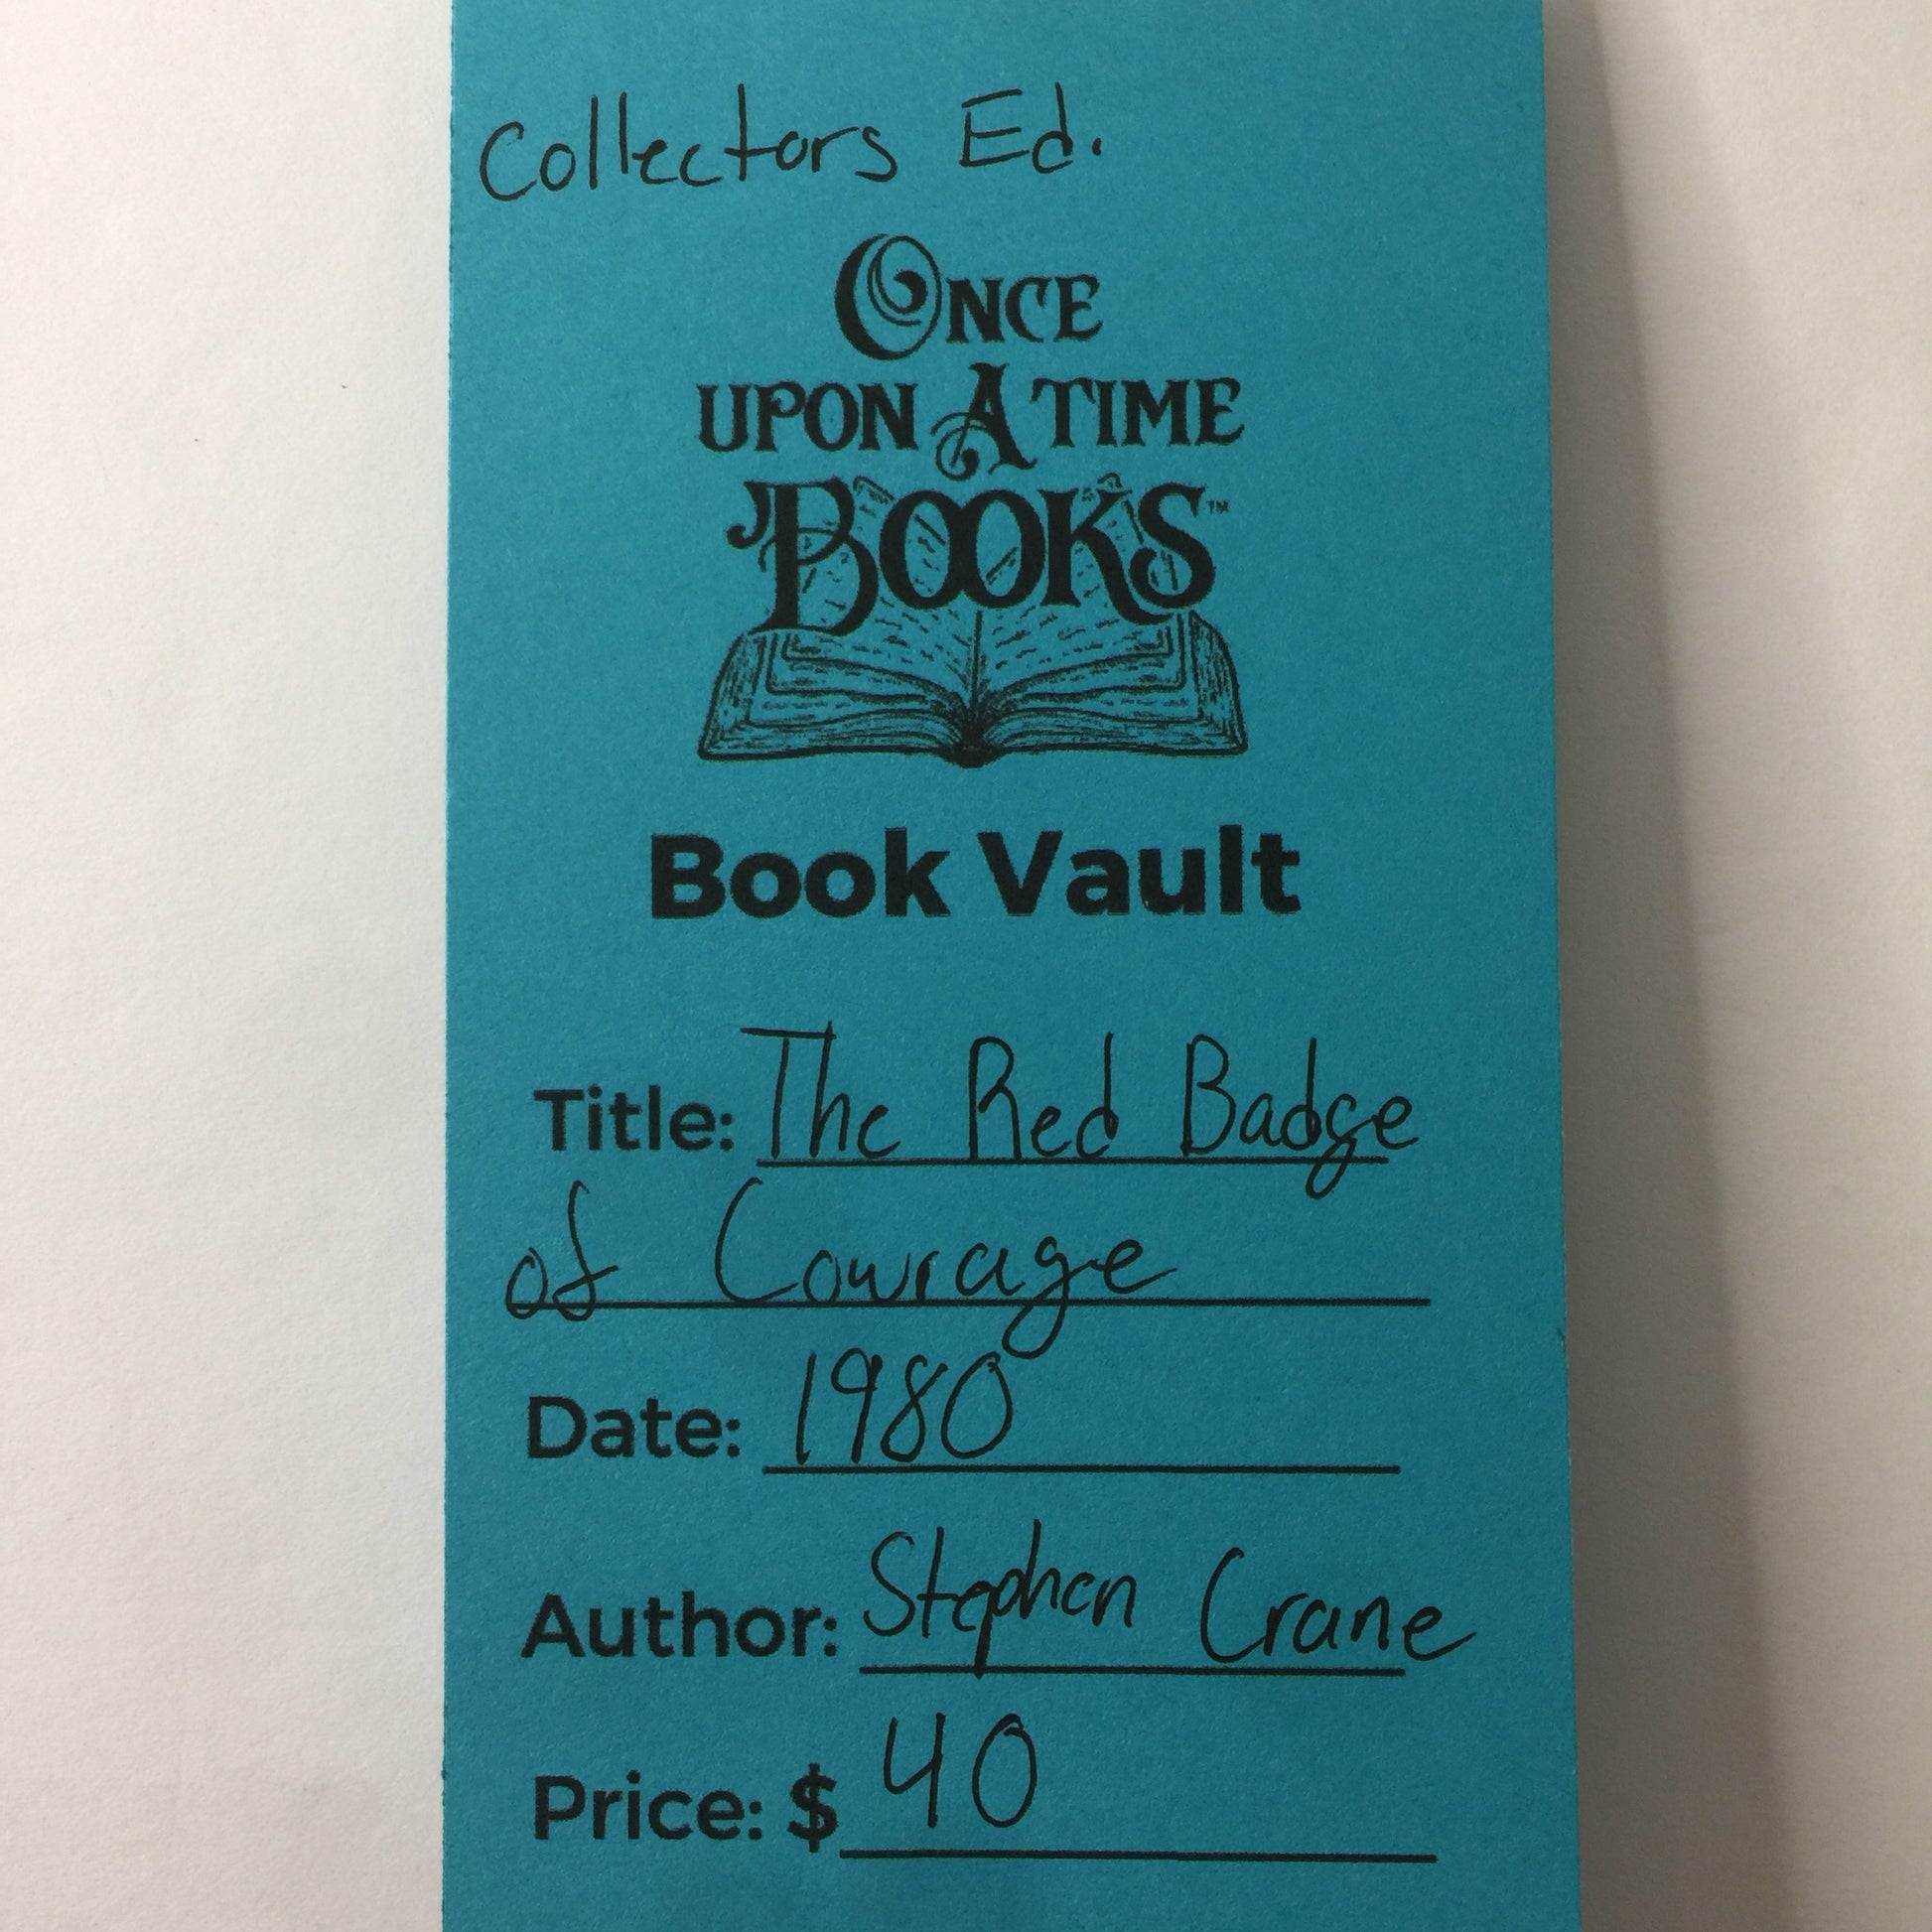 Collectors Ed.
ONCE
UPON A TIME
BOOKS™
Book Vault
Title: The Red Badge
of Courage
Date: 1980
Author: Stephen Crane
Price: $ 40